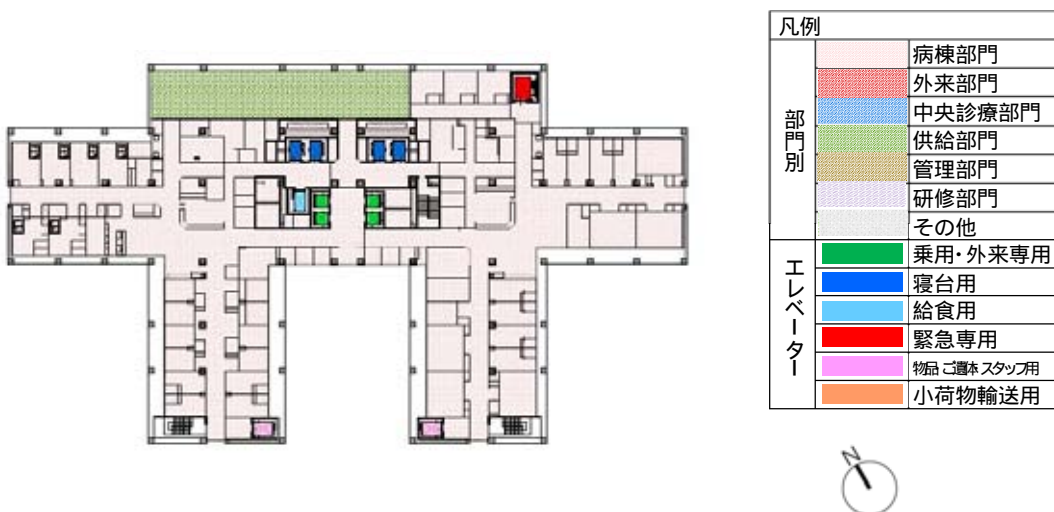 凡例
部門別
病棟部門
外来部門
中央診療部門
供給部門
管理部門
研修部門
その他
エレベーター
乗用・外来専用
寝台用
給食用
緊急専用
物品 ご遺体 スタッフ用
小荷物輸送用
N